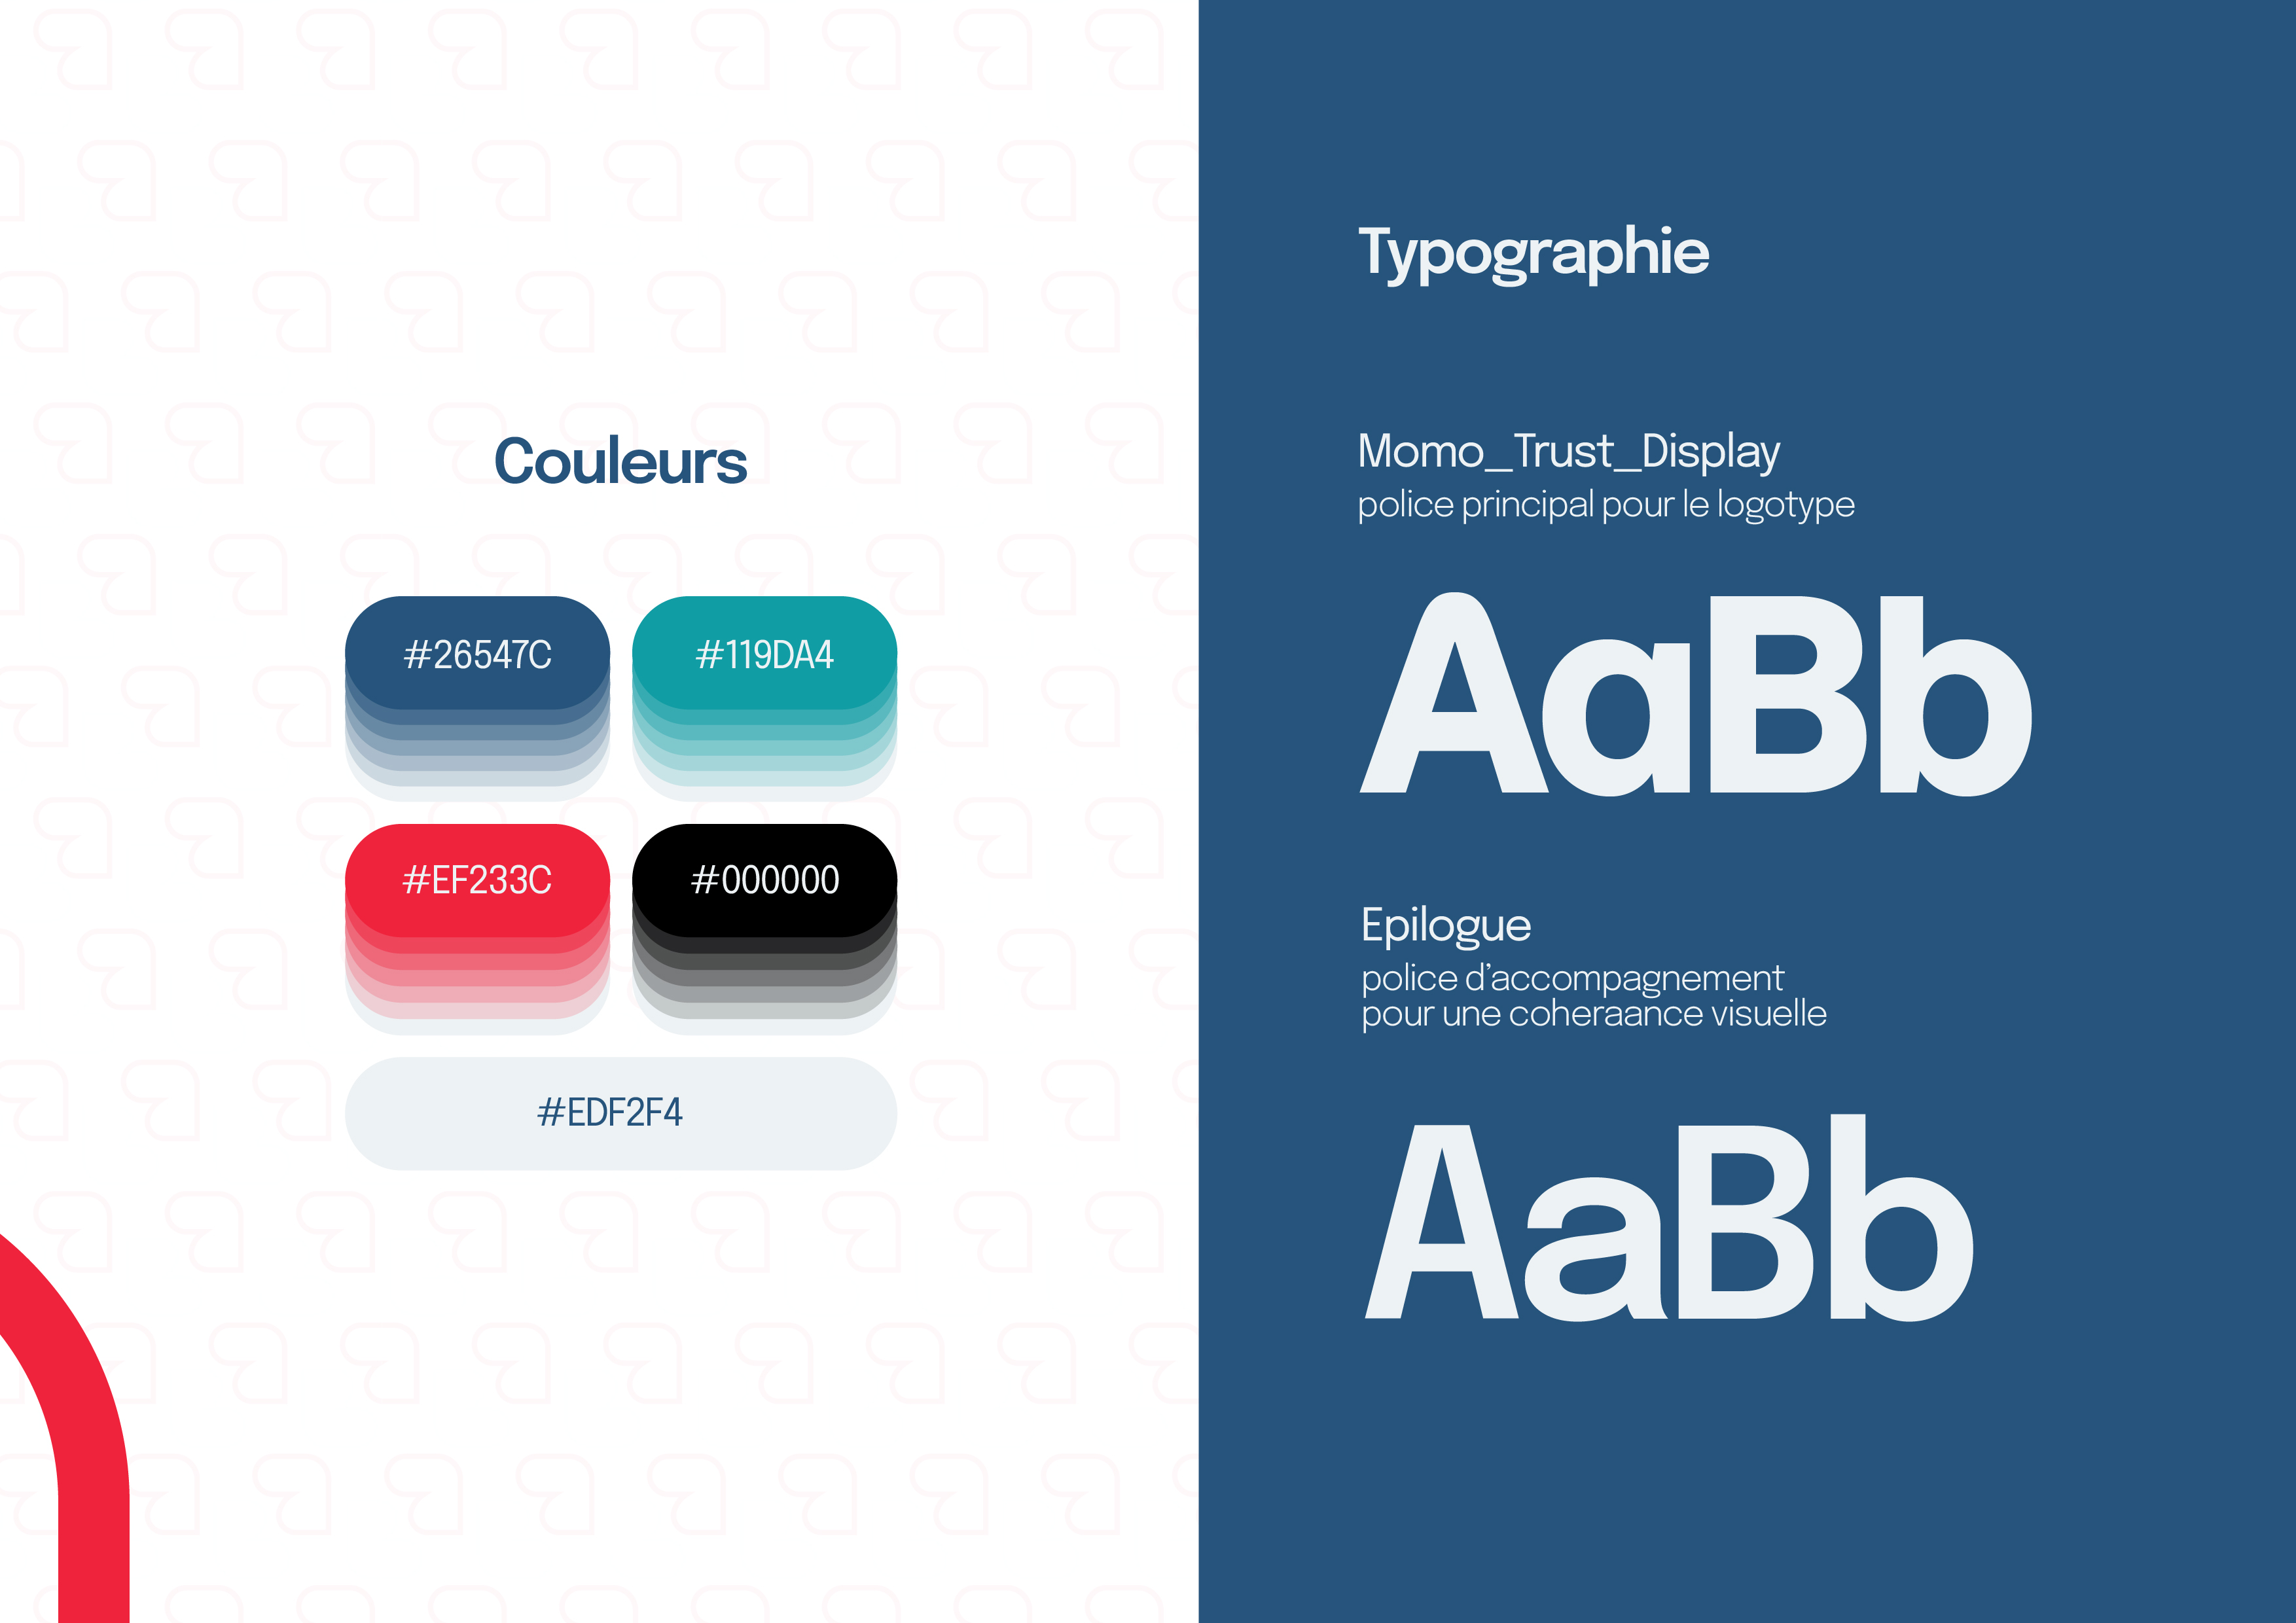 Couleurs
#26547C
#119DA4
#EF233C
#000000
#EDF2F4
Typographie
Momo_Trust_Display
police principal pour le logotype
AaBb
Epilogue
police d’accompagnement
pour une coheraance visuelle
AaBb